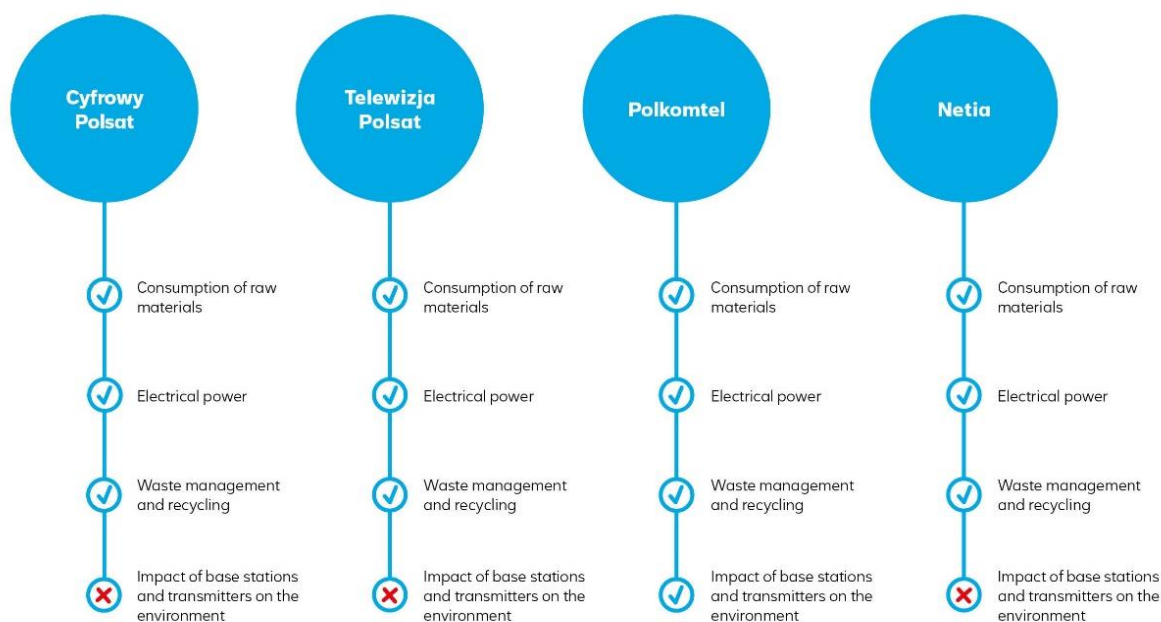 Cyfrowy
Polsat
Consumption of raw
materials
Electrical power
Waste management
and recycling
Impact of base stations
and transmitters on the
environment
Telewizja
Polsat
Consumption of raw
materials
Electrical power
Waste management
and recycling
Impact of base stations
and transmitters on the
environment
Polkomtel
Consumption of raw
materials
Electrical power
Waste management
and recycling
Impact of base stations
and transmitters on the
environment
Netia
Consumption of raw
materials
Electrical power
Waste management
and recycling
Impact of base stations
and transmitters on the
environment